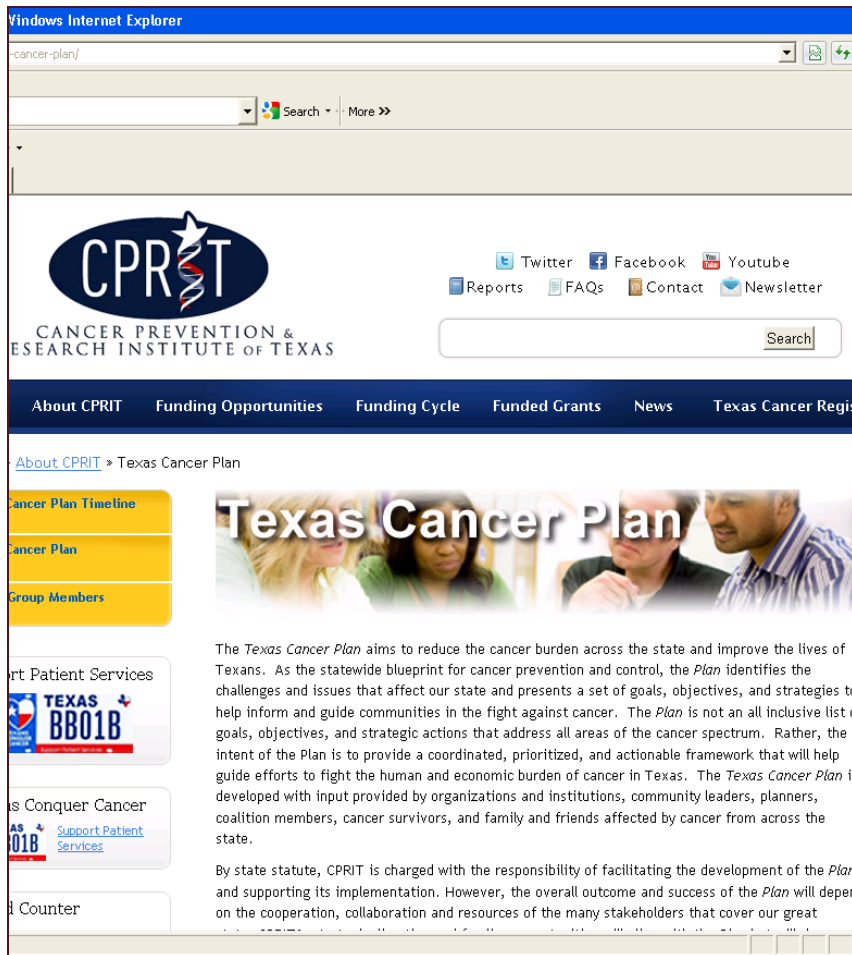 Windows Internet Explorer
-cancer-plan/
Search
More >>
CPRIT
CANCER PREVENTION &
RESEARCH INSTITUTE OF TEXAS
Twitter Facebook Youtube
Reports FAQs Contact Newsletter
Search
About CPRIT Funding Opportunities Funding Cycle Funded Grants News Texas Cancer Regis
About CPRIT » Texas Cancer Plan
Cancer Plan Timeline
Cancer Plan
Group Members
ort Patient Services
TEXAS
BB01B
Support Patient Services
s Conquer Cancer
AS
01B
Support Patient
Services
d Counter
Texas Cancer Plan
The Texas Cancer Plan aims to reduce the cancer burden across the state and improve the lives of
Texans. As the statewide blueprint for cancer prevention and control, the Plan identifies the
challenges and issues that affect our state and presents a set of goals, objectives, and strategies to
help inform and guide communities in the fight against cancer. The Plan is not an all inclusive list
goals, objectives, and strategic actions that address all areas of the cancer spectrum. Rather, the
intent of the Plan is to provide a coordinated, prioritized, and actionable framework that will help
guide efforts to fight the human and economic burden of cancer in Texas. The Texas Cancer Plan i
developed with input provided by organizations and institutions, community leaders, planners,
coalition members, cancer survivors, and family and friends affected by cancer from across the
state.
By state statute, CPRIT is charged with the responsibility of facilitating the development of the Plan
and supporting its implementation. However, the overall outcome and success of the Plan will depen
on the cooperation, collaboration and resources of the many stakeholders that cover our great